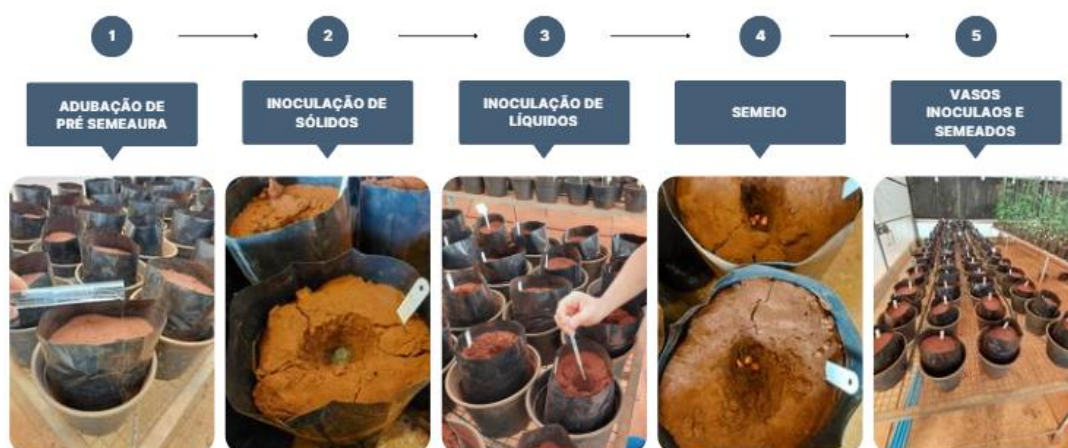 1
2
3
4
5
ADUBAÇÃO DE
PRÉ SEMEAURA
INOCULAÇÃO DE
SÓLIDOS
INOCULAÇÃO DE
LÍQUIDOS
SEMEIO
VASOS
INOCULAOS E
SEMEADOS